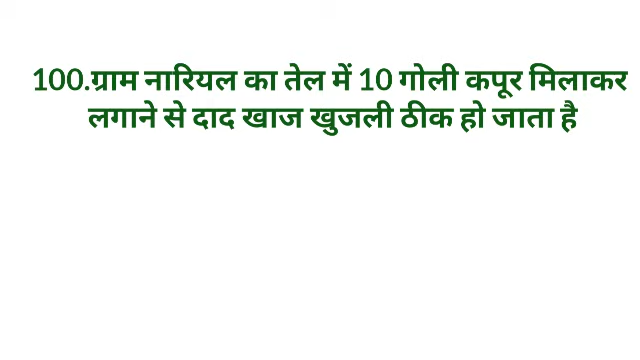 100.ग्राम नारियल का तेल में 10 गोली कपूर मिलाकर
लगाने से दाद खाज खुजली ठीक हो जाता है